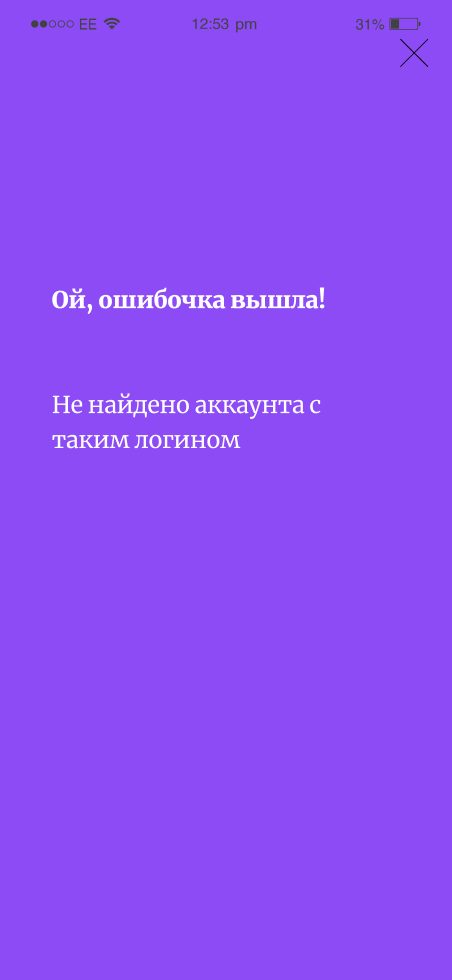 EE 12:53 pm 31%
Ой, ошибочка вышла!
Не найдено аккаунта с
таким логином